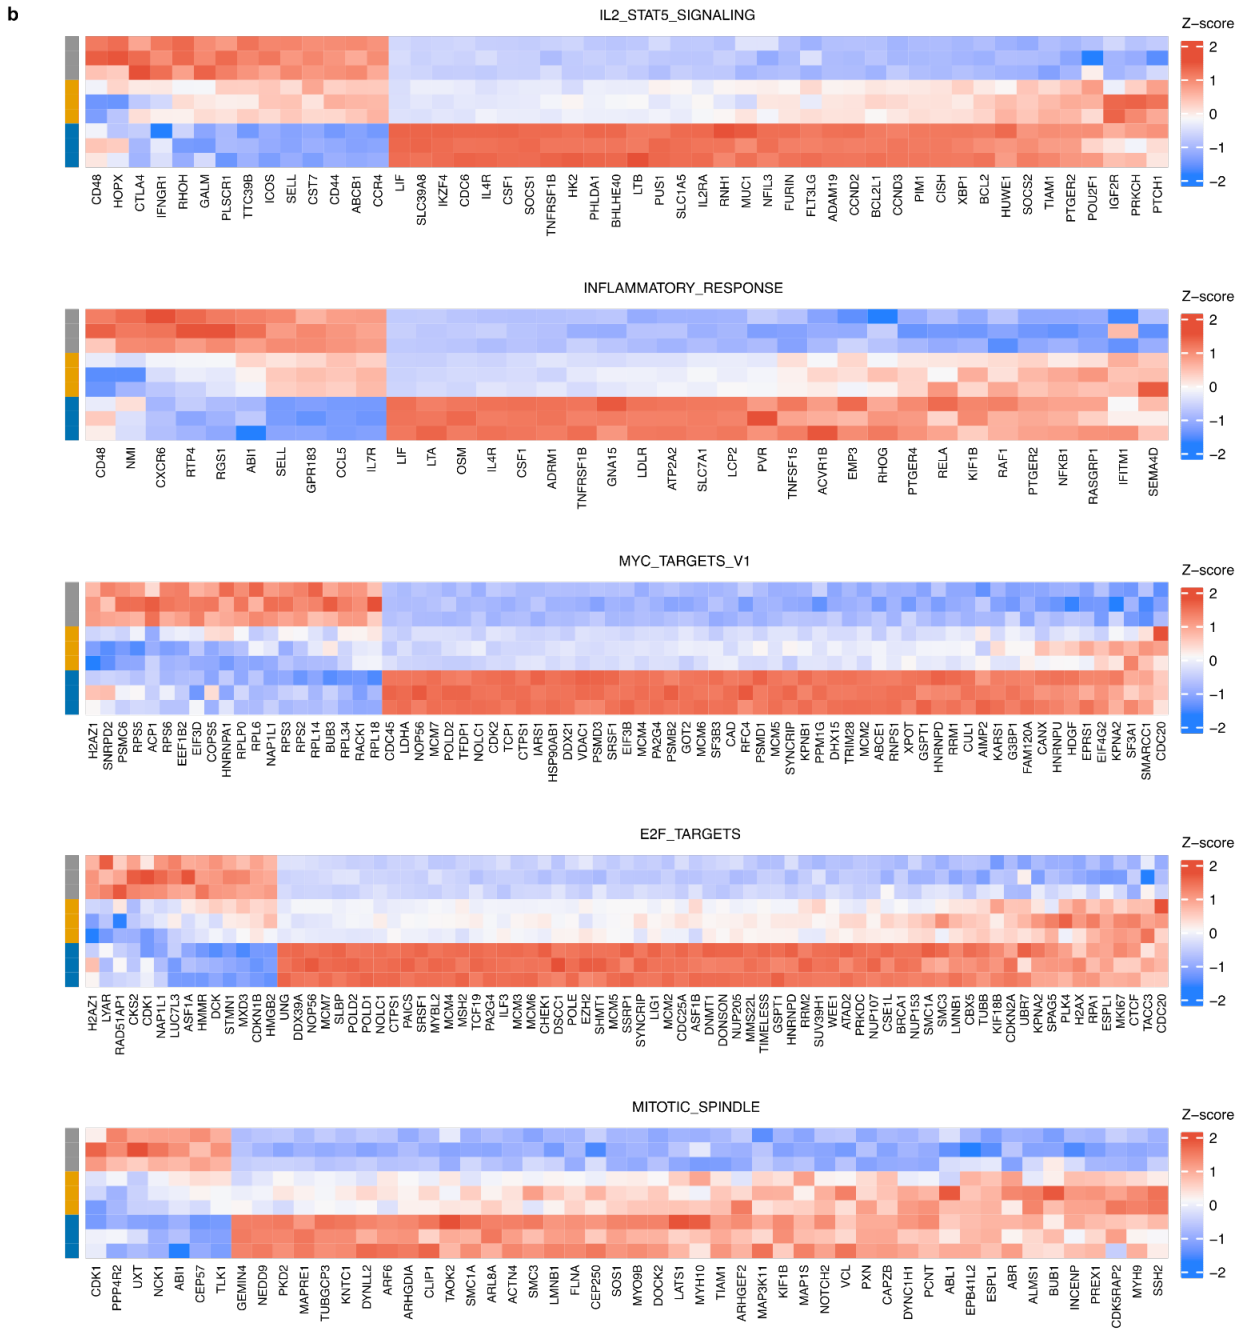 b
IL2_STAT5_SIGNALING
Z-score
2
1
0
−1
−2
CD48 HOPX CTLA4 IFNGR1 RHOH GALM PLSCR1 TTC39B ICOS SELL CST7 CD44 ABCB1 CCR4 LIF SLC39A8 IKZF4 CDC6 IL4R CSF1 SOCS1 TNFRSF1B HK2 PHLDA1 BHLHE40 LTB PUS1 SLC1A5 IL2RA RNH1 MUC1 NFIL3 FURIN FLT3LG ADAM19 CCND2 BCL2L1 CCND3 PIM1 CISH XBP1 BCL2 HUWE1 SOCS2 TIAM1 PTGER2 POU2F1 IGF2R PRKCH PTCH1
INFLAMMATORY_RESPONSE
Z-score
2
1
0
−1
−2
CD48 NMI CXCR6 RTP4 RGS1 ABI1 SELL GPR183 CCL5 IL7R LIF LTA OSM IL4R CSF1 ADRM1 TNFRSF1B GNA15 LDLR ATP2A2 SLC7A1 LCP2 PVR TNFSF15 ACVR1B EMP3 RHOG PTGER4 RELA KIF1B RAF1 PTGER2 NFKB1 RASGRP1 IFITM1 SEMA4D
MYC_TARGETS_V1
Z-score
2
1
0
−1
−2
H2AZ1 SNRPD2 PSMC6 RPS5 ACP1 RPS6 EEF1B2 EIF3D COPS5 HNRNPA1 RPLP0 RPL6 NAP1L1 RPS3 RPS2 RPL14 BUB3 RPL34 RACK1 RPL18 CDC45 LDHA NOP56 MCM7 POLD2 TFDP1 NOLC1 CDK2 TCP1 CTPS1 IARS1 HSP90AB1 DDX21 VDAC1 PSMD3 SRSF1 EIF3B MCM4 PA2G4 PSMB2 GOT2 MCM6 SF3B3 CAD RFC4 PSMD1 MCM5 SYNCRIP KPNB1 PPM1G DHX15 TRIM28 MCM2 ABCE1 RNPS1 XPOT GSPT1 HNRNPD RRM1 CUL1 AIMP2 KARS1 G3BP1 FAM120A CANX HNRNPU HDGF EPRS1 EIF4G2 KPNA2 SF3A1 SMARCC1 CDC20
E2F_TARGETS
Z-score
2
1
0
−1
−2
H2AZ1 LYAR RAD51AP1 CKS2 CDK1 NAP1L1 LUC7L3 ASF1A HMMR DCK STMN1 MXD3 CDKN1B HMGB2 UNG DDX39A NOP56 MCM7 SLBP POLD2 POLD1 NOLC1 CTPS1 PAICS SRSF1 MYBL2 MCM4 MSH2 TCF19 PA2G4 ILF3 MCM3 MCM6 CHEK1 DSCC1 POLE EZH2 SHMT1 MCM5 SSRP1 SYNCRIP LIG1 MCM2 CDC25A ASF1B DNMT1 DONSON NUP205 MMS22L TIMELESS GSPT1 HNRNPD RRM2 SUV39H1 WEE1 ATAD2 PRKDC NUP107 CSE1L BRCA1 NUP153 SMC1A SMC3 LMNB1 CBX5 TUBB KIF18B CDKN2A UBR7 KPNA2 SPAG5 PLK4 H2AX RPA1 ESPL1 MKI67 CTCF TACC3 CDC20
MITOTIC_SPINDLE
Z-score
2
1
0
−1
−2
CDK1 PPP4R2 UXT NCK1 ABI1 CEP57 TLK1 GEMIN4 NEDD9 PKD2 MAPRE1 TUBGCP3 KNTC1 DYNLL2 ARF6 ARHGDIA CLIP1 TAOK2 SMC1A ARL8A ACTN4 SMC3 LMNB1 FLNA CEP250 SOS1 MYO9B DOCK2 LATS1 MYH10 TIAM1 ARHGEF2 MAP3K11 KIF1B MAP1S NOTCH2 VCL PXN CAPZB DYNC1H1 PCNT ABL1 EPB41L2 ESPL1 ABR ALMS1 BUB1 INCENP PREX1 CDK5RAP2 MYH9 SSH2